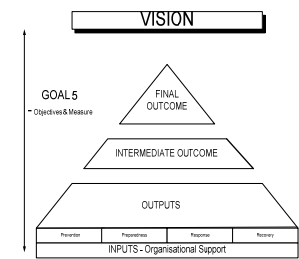 VISION
FINAL
OUTCOME
GOAL 5
- Objectives & Measure
INTERMEDIATE OUTCOME
OUTPUTS
Prevention Preparedness Response Recovery
INPUTS - Organisational Support